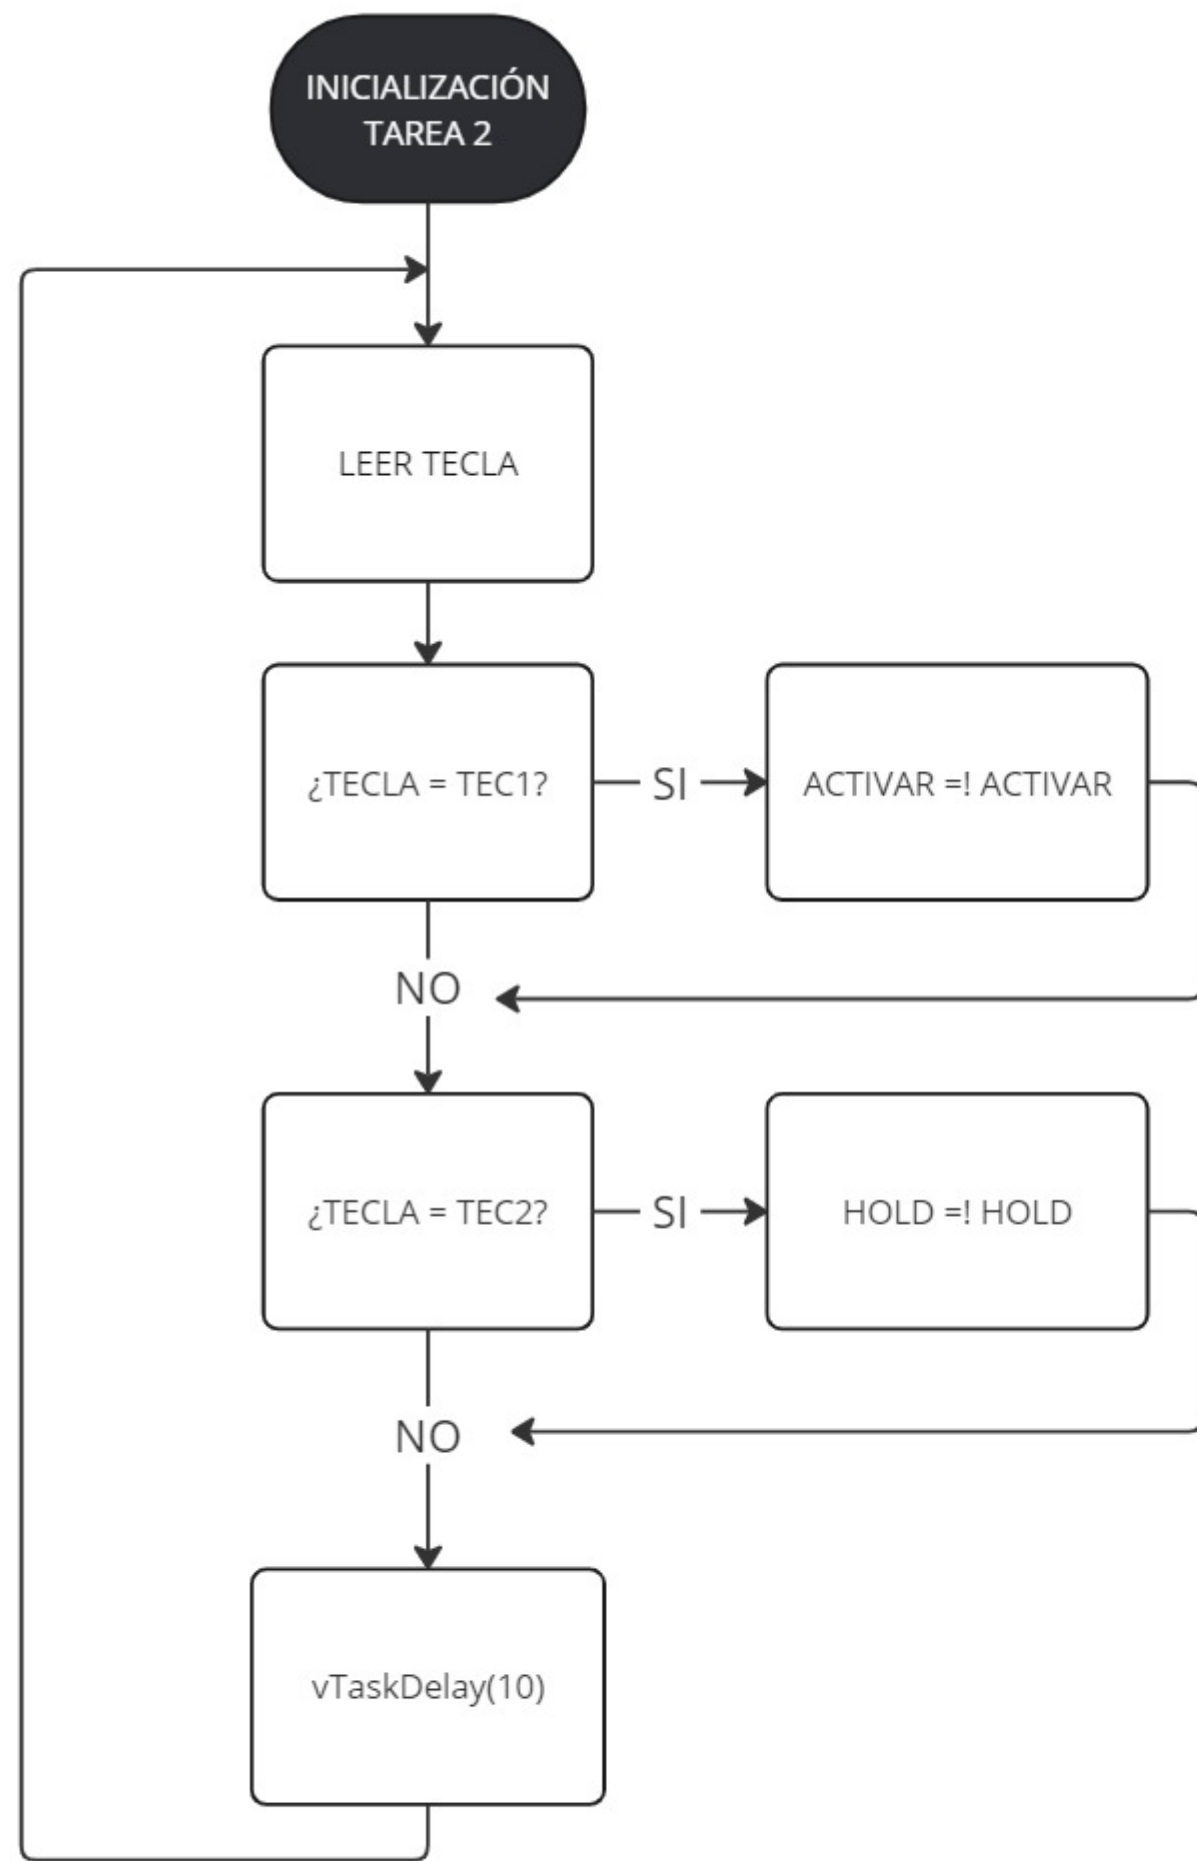 INICIALIZACIÓN
TAREA 2
LEER TECLA
¿TECLA = TEC1?
SI
ACTIVAR =! ACTIVAR
NO
¿TECLA = TEC2?
SI
HOLD =! HOLD
NO
vTaskDelay(10)